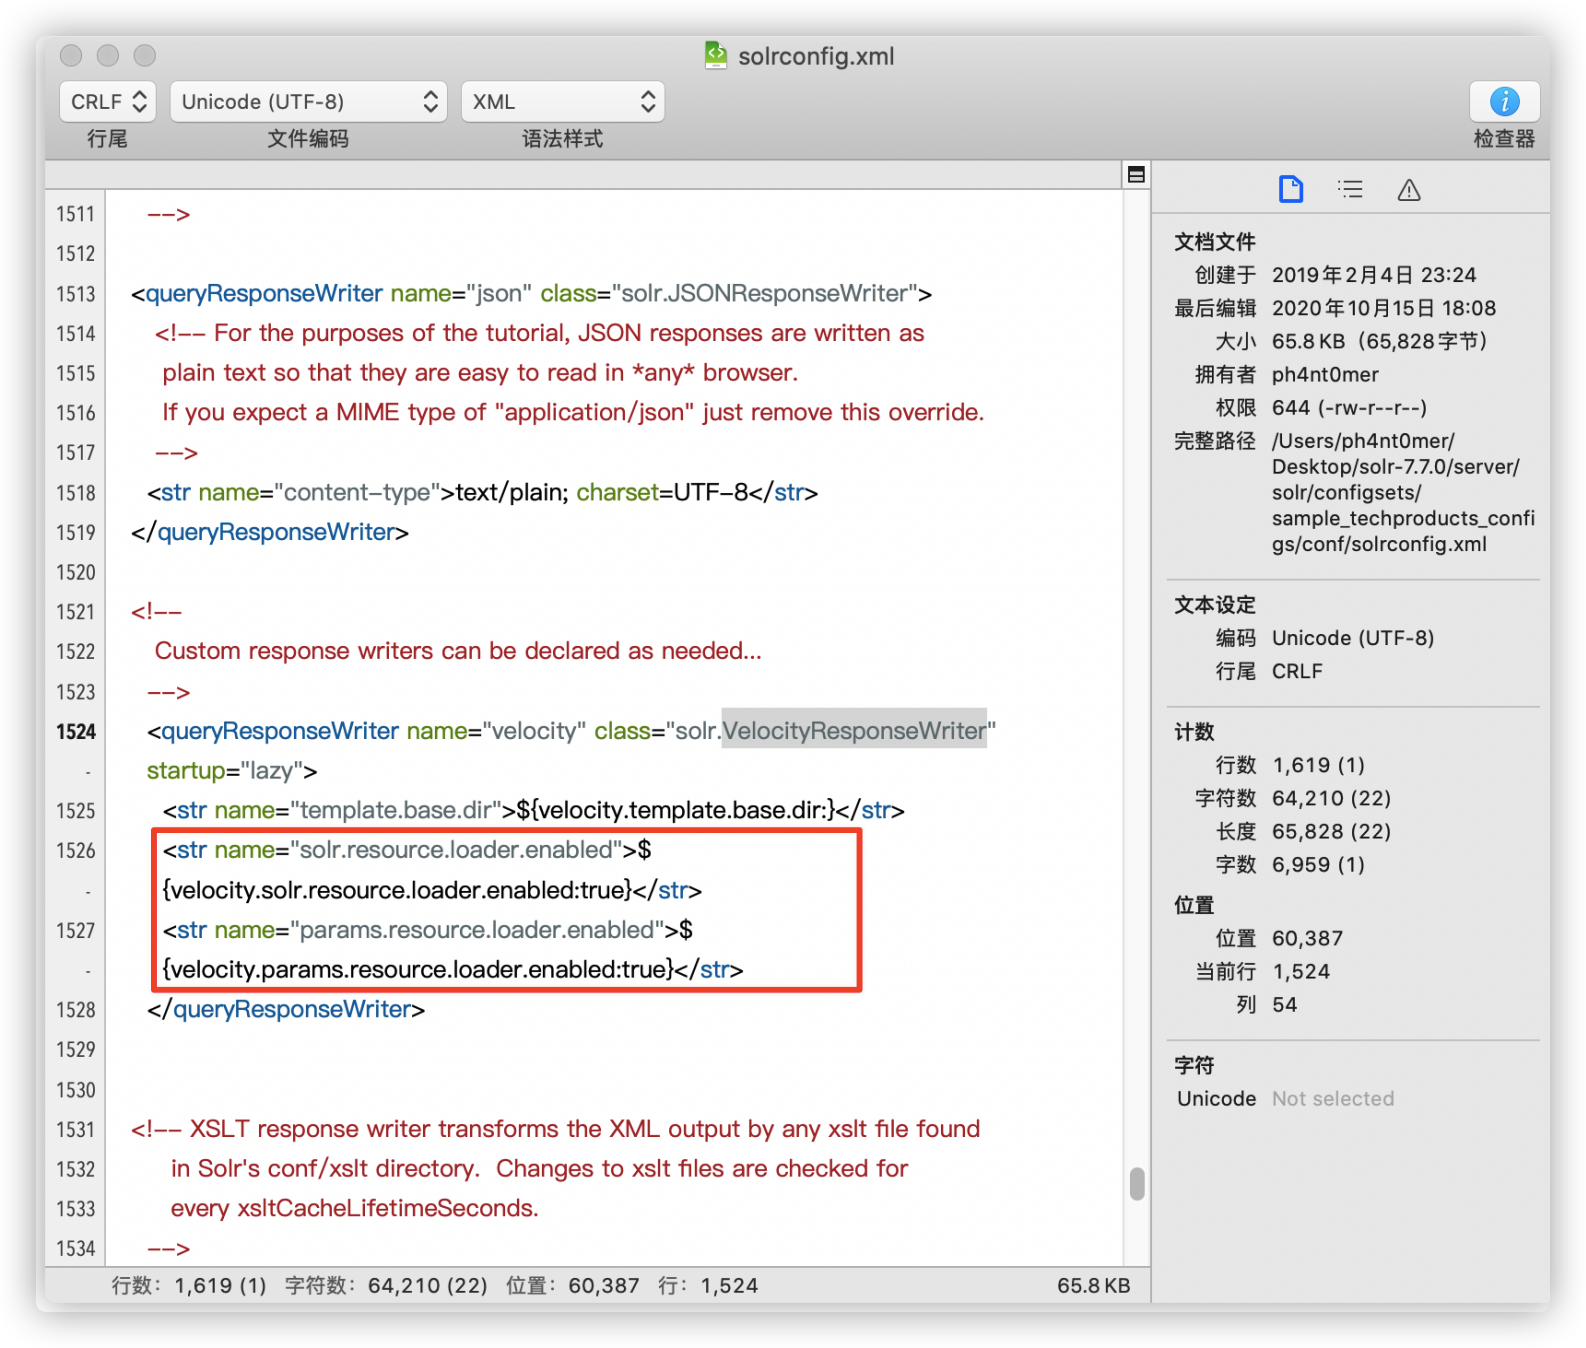 solrconfig.xml
CRLF
Unicode (UTF-8)
XML
行尾
文件编码
语法样式
检查器
1511 -->
1512
1513 <queryResponseWriter name="json" class="solr.JSONResponseWriter">
1514 <!-- For the purposes of the tutorial, JSON responses are written as
1515 plain text so that they are easy to read in *any* browser.
1516 If you expect a MIME type of "application/json" just remove this override.
1517 -->
1518 <str name="content-type">text/plain; charset=UTF-8</str>
1519 </queryResponseWriter>
1520
1521 <!--
1522 Custom response writers can be declared as needed...
1523 -->
1524 <queryResponseWriter name="velocity" class="solr.VelocityResponseWriter"
- startup="lazy">
1525 <str name="template.base.dir">${velocity.template.base.dir:}</str>
1526 <str name="solr.resource.loader.enabled">$
- {velocity.solr.resource.loader.enabled:true}</str>
1527 <str name="params.resource.loader.enabled">$
- {velocity.params.resource.loader.enabled:true}</str>
1528 </queryResponseWriter>
1529
1530
1531 <!-- XSLT response writer transforms the XML output by any xslt file found
1532 in Solr's conf/xslt directory.  Changes to xslt files are checked for
1533 every xsltCacheLifetimeSeconds.
1534 -->
行数: 1,619 (1) 字符数: 64,210 (22) 位置: 60,387 行: 1,524
65.8 KB
文档文件
创建于 2019年2月4日 23:24
最后编辑 2020年10月15日 18:08
大小 65.8 KB（65,828字节）
拥有者 ph4nt0mer
权限 644 (-rw-r--r--)
完整路径 /Users/ph4nt0mer/
Desktop/solr-7.7.0/server/
solr/configsets/
sample_techproducts_confi
gs/conf/solrconfig.xml
文本设定
编码 Unicode (UTF-8)
行尾 CRLF
计数
行数 1,619 (1)
字符数 64,210 (22)
长度 65,828 (22)
字数 6,959 (1)
位置
位置 60,387
当前行 1,524
列 54
字符
Unicode Not selected